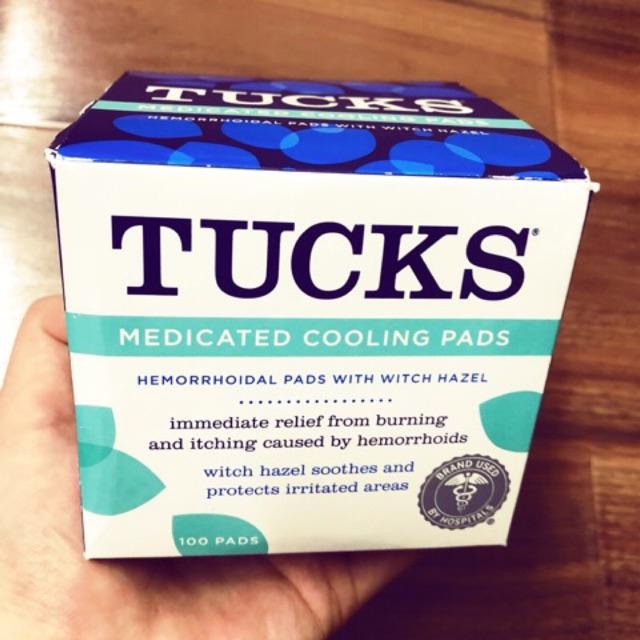 TUCKS
MEDICATED COOLING PADS
HEMORRHOIDAL PADS WITH WITCH HAZEL
TUCKS®
MEDICATED COOLING PADS
HEMORRHOIDAL PADS WITH WITCH HAZEL
immediate relief from burning
and itching caused by hemorrhoids
witch hazel soothes and
protects irritated areas
BRAND USED
BY HOSPITALS®
100 PADS